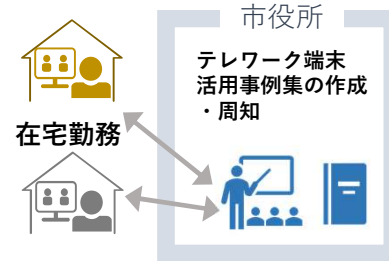 市役所
テレワーク端末
活用事例集の作成
・周知
在宅勤務